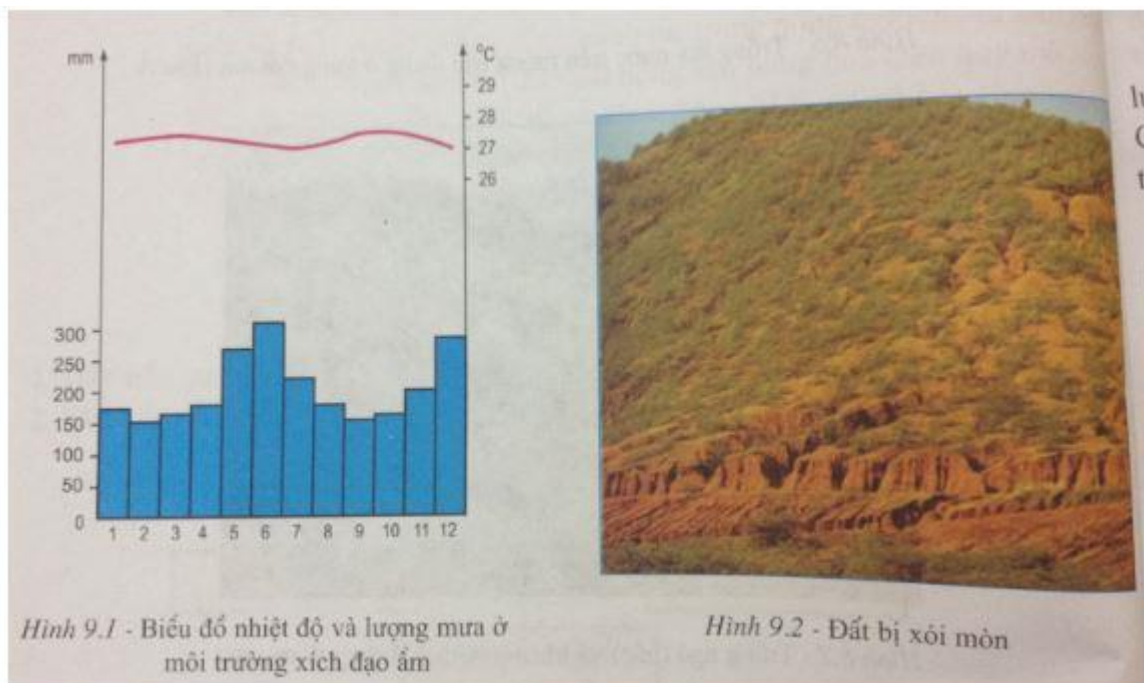 mm
°C
29
28
27
26
300
250
200
150
100
50
0
1 2 3 4 5 6 7 8 9 10 11 12
Hình 9.1 - Biểu đồ nhiệt độ và lượng mưa ở
môi trường xích đạo ẩm
Hình 9.2 - Đất bị xói mòn